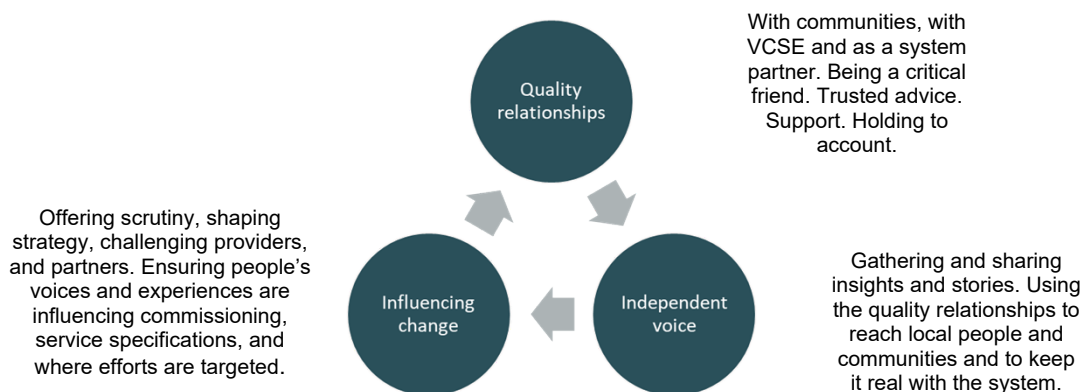 Quality
relationships
With communities, with
VCSE and as a system
partner. Being a critical
friend. Trusted advice.
Support. Holding to
account.
Independent
voice
Gathering and sharing
insights and stories. Using
the quality relationships to
reach local people and
communities and to keep
it real with the system.
Influencing
change
Offering scrutiny, shaping
strategy, challenging providers,
and partners. Ensuring people’s
voices and experiences are
influencing commissioning,
service specifications, and
where efforts are targeted.